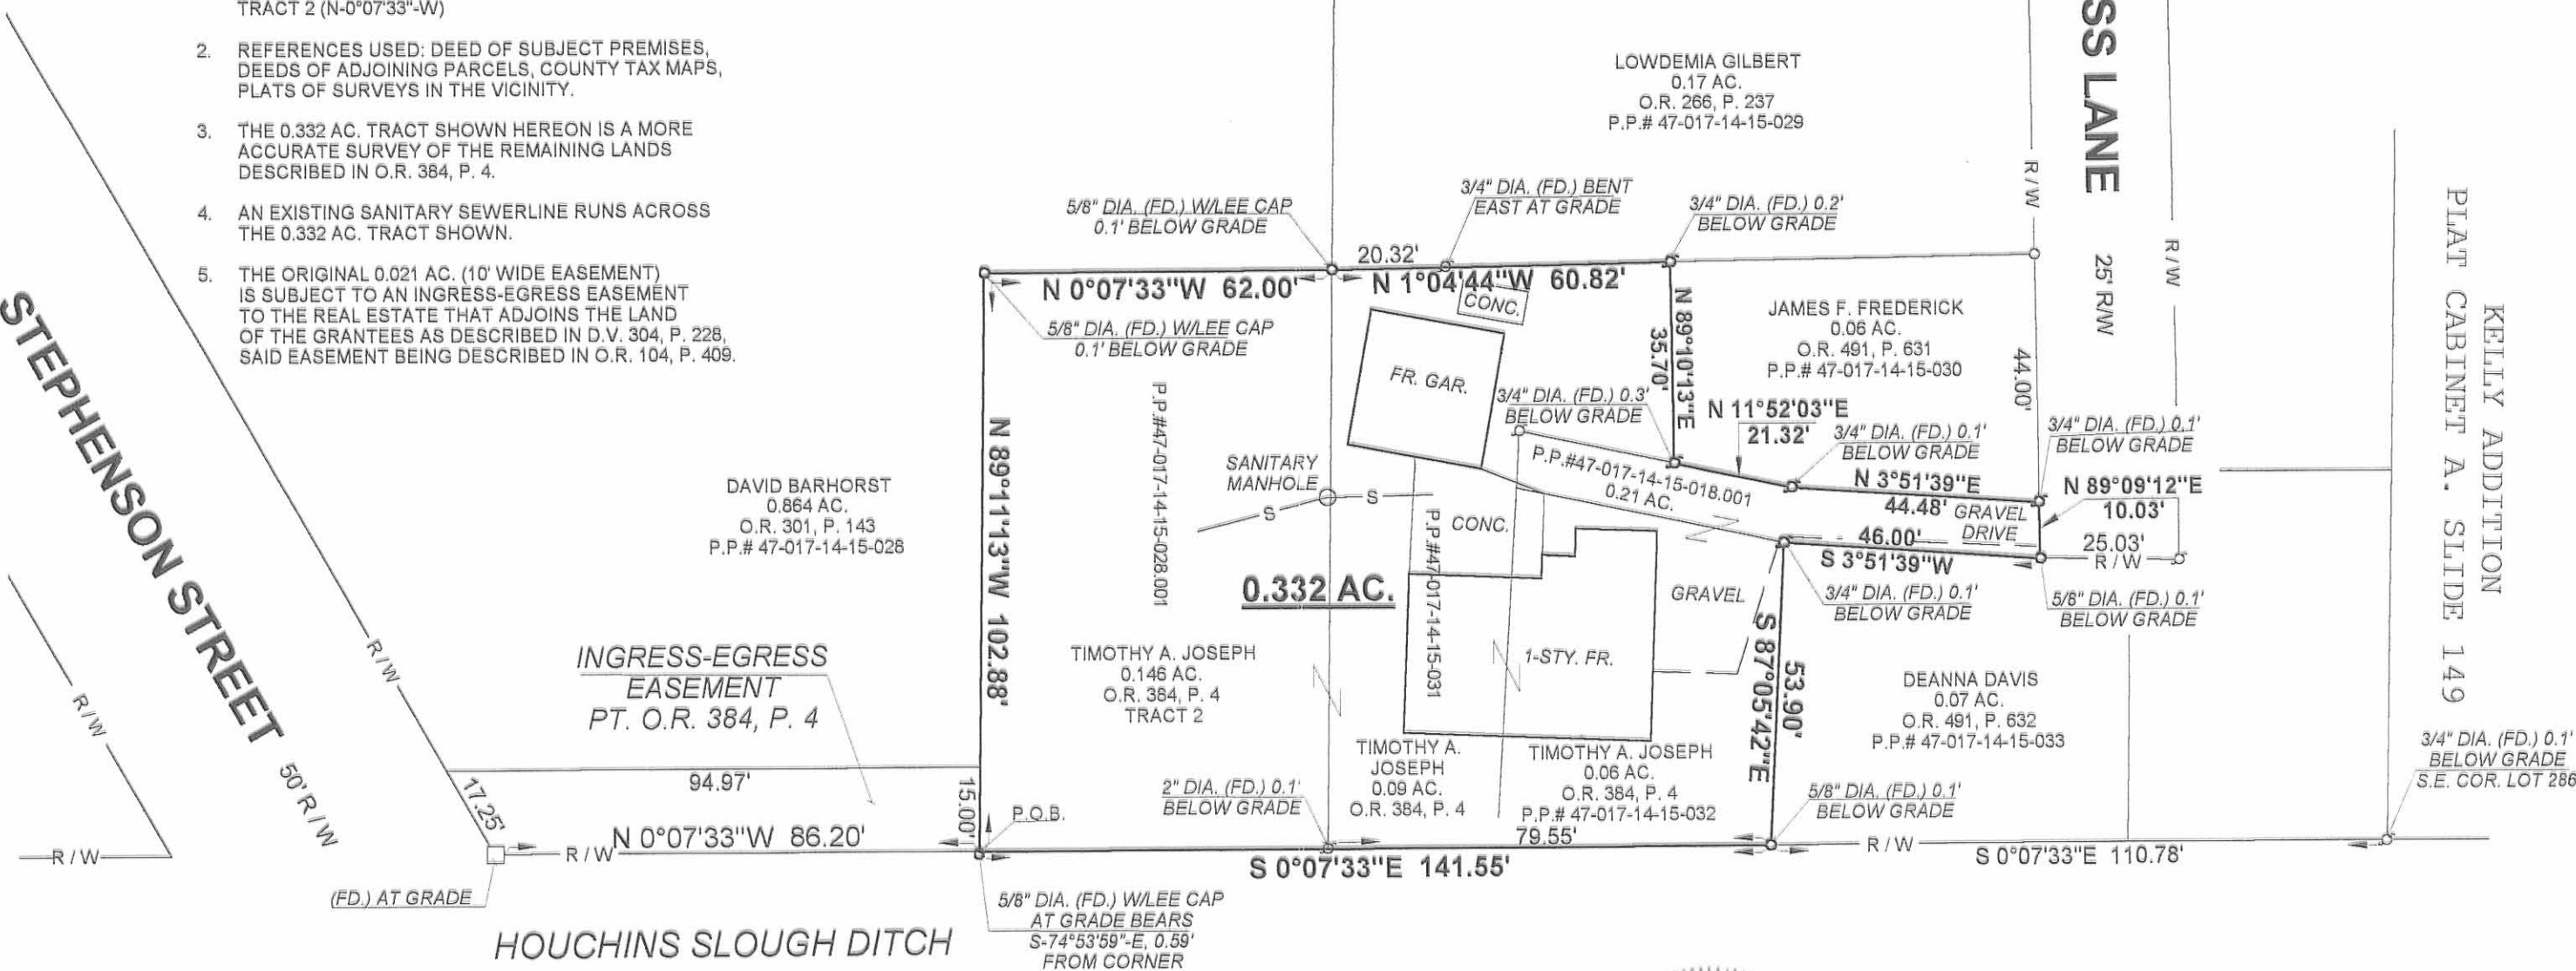 TRACT 2 (N-0°07'33"-W)
2. REFERENCES USED: DEED OF SUBJECT PREMISES,
DEEDS OF ADJOINING PARCELS, COUNTY TAX MAPS,
PLATS OF SURVEYS IN THE VICINITY.
3. THE 0.332 AC. TRACT SHOWN HEREON IS A MORE
ACCURATE SURVEY OF THE REMAINING LANDS
DESCRIBED IN O.R. 384, P. 4.
4. AN EXISTING SANITARY SEWERLINE RUNS ACROSS
THE 0.332 AC. TRACT SHOWN.
5. THE ORIGINAL 0.021 AC. (10' WIDE EASEMENT)
IS SUBJECT TO AN INGRESS-EGRESS EASEMENT
TO THE REAL ESTATE THAT ADJOINS THE LAND
OF THE GRANTEES AS DESCRIBED IN D.V. 304, P. 228,
SAID EASEMENT BEING DESCRIBED IN O.R. 104, P. 409.
LOWDEMIA GILBERT
0.17 AC.
O.R. 266, P. 237
P.P.# 47-017-14-15-029
SS LANE
25' R/W
R/W
R/W
PLAT CABINET A. SLIDE 149
KELLY ADDITION
5/8" DIA. (FD.) W/LEE CAP
0.1' BELOW GRADE
3/4" DIA. (FD.) BENT
EAST AT GRADE
3/4" DIA. (FD.) 0.2'
BELOW GRADE
20.32'
N 0°07'33"W 62.00'
N 1°04'44"W 60.82'
5/8" DIA. (FD.) W/LEE CAP
0.1' BELOW GRADE
CONC.
FR. GAR.
N 89°10'13"E
35.70'
JAMES F. FREDERICK
0.06 AC.
O.R. 491, P. 631
P.P.# 47-017-14-15-030
44.00'
3/4" DIA. (FD.) 0.3'
BELOW GRADE
N 11°52'03"E
21.32'
3/4" DIA. (FD.) 0.1'
BELOW GRADE
3/4" DIA. (FD.) 0.1'
BELOW GRADE
P.P.#47-017-14-15-018.001
0.21 AC.
N 3°51'39"E
44.48'
GRAVEL
DRIVE
N 89°09'12"E
10.03'
46.00'
S 3°51'39"W
25.03'
R/W
STEPHENSON STREET 50' R/W
R/W
R/W
R/W
DAVID BARHORST
0.864 AC.
O.R. 301, P. 143
P.P.# 47-017-14-15-028
N 89°11'13"W 102.88'
P.P.#47-017-14-15-028.001
SANITARY
MANHOLE
S
S
CONC.
P.P.#47-017-14-15-031
0.332 AC.
GRAVEL
3/4" DIA. (FD.) 0.1'
BELOW GRADE
5/8" DIA. (FD.) 0.1'
BELOW GRADE
INGRESS-EGRESS
EASEMENT
PT. O.R. 384, P. 4
TIMOTHY A. JOSEPH
0.146 AC.
O.R. 384, P. 4
TRACT 2
1-STY. FR.
S 87°05'42"E
53.90'
DEANNA DAVIS
0.07 AC.
O.R. 491, P. 632
P.P.# 47-017-14-15-033
3/4" DIA. (FD.) 0.1'
BELOW GRADE
S.E. COR. LOT 286
17.25'
94.97'
15.00'
2" DIA. (FD.) 0.1'
BELOW GRADE
TIMOTHY A.
JOSEPH
0.09 AC.
O.R. 384, P. 4
TIMOTHY A. JOSEPH
0.06 AC.
O.R. 384, P. 4
P.P.# 47-017-14-15-032
5/8" DIA. (FD.) 0.1'
BELOW GRADE
P.O.B.
R/W
N 0°07'33"W 86.20'
79.55'
S 0°07'33"E 141.55'
R/W
S 0°07'33"E 110.78'
(FD.) AT GRADE
5/8" DIA. (FD.) W/LEE CAP
AT GRADE BEARS
S-74°53'59"-E, 0.59'
FROM CORNER
HOUCHINS SLOUGH DITCH